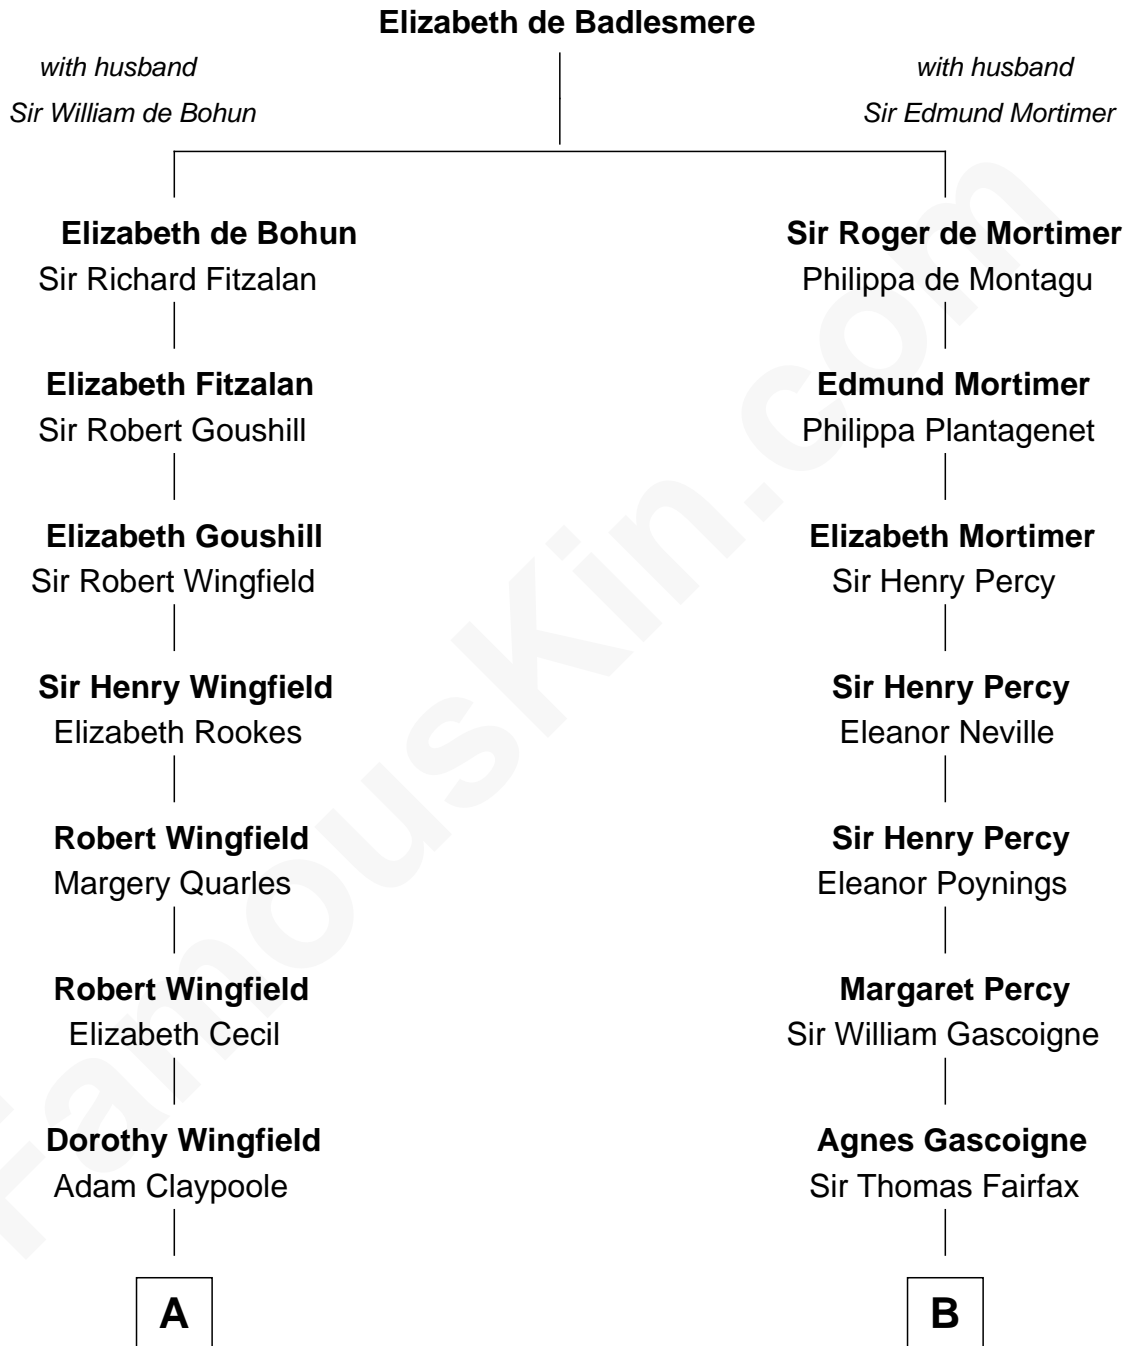 Elizabeth de Badlesmere
with husband
Sir William de Bohun
with husband
Sir Edmund Mortimer
Elizabeth de Bohun
Sir Richard Fitzalan
Sir Roger de Mortimer
Philippa de Montagu
Elizabeth Fitzalan
Sir Robert Goushill
Edmund Mortimer
Philippa Plantagenet
Elizabeth Goushill
Sir Robert Wingfield
Elizabeth Mortimer
Sir Henry Percy
Sir Henry Wingfield
Elizabeth Rookes
Sir Henry Percy
Eleanor Neville
Robert Wingfield
Margery Quarles
Sir Henry Percy
Eleanor Poynings
Robert Wingfield
Elizabeth Cecil
Margaret Percy
Sir William Gascoigne
Dorothy Wingfield
Adam Claypoole
Agnes Gascoigne
Sir Thomas Fairfax
A
B
FamousKin.com